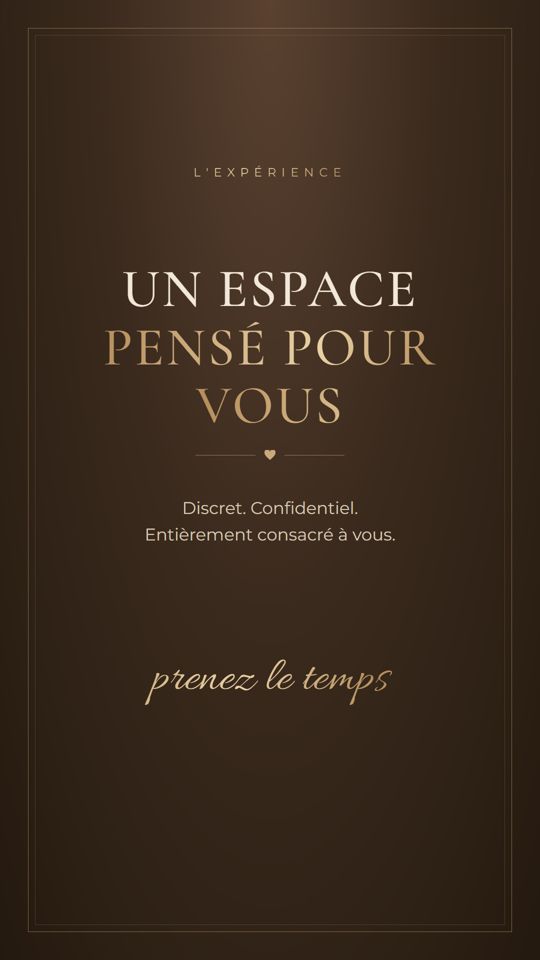 L'EXPÉRIENCE
UN ESPACE
PENSÉ POUR
VOUS
Discret. Confidentiel.
Entièrement consacré à vous.
prenez le temps